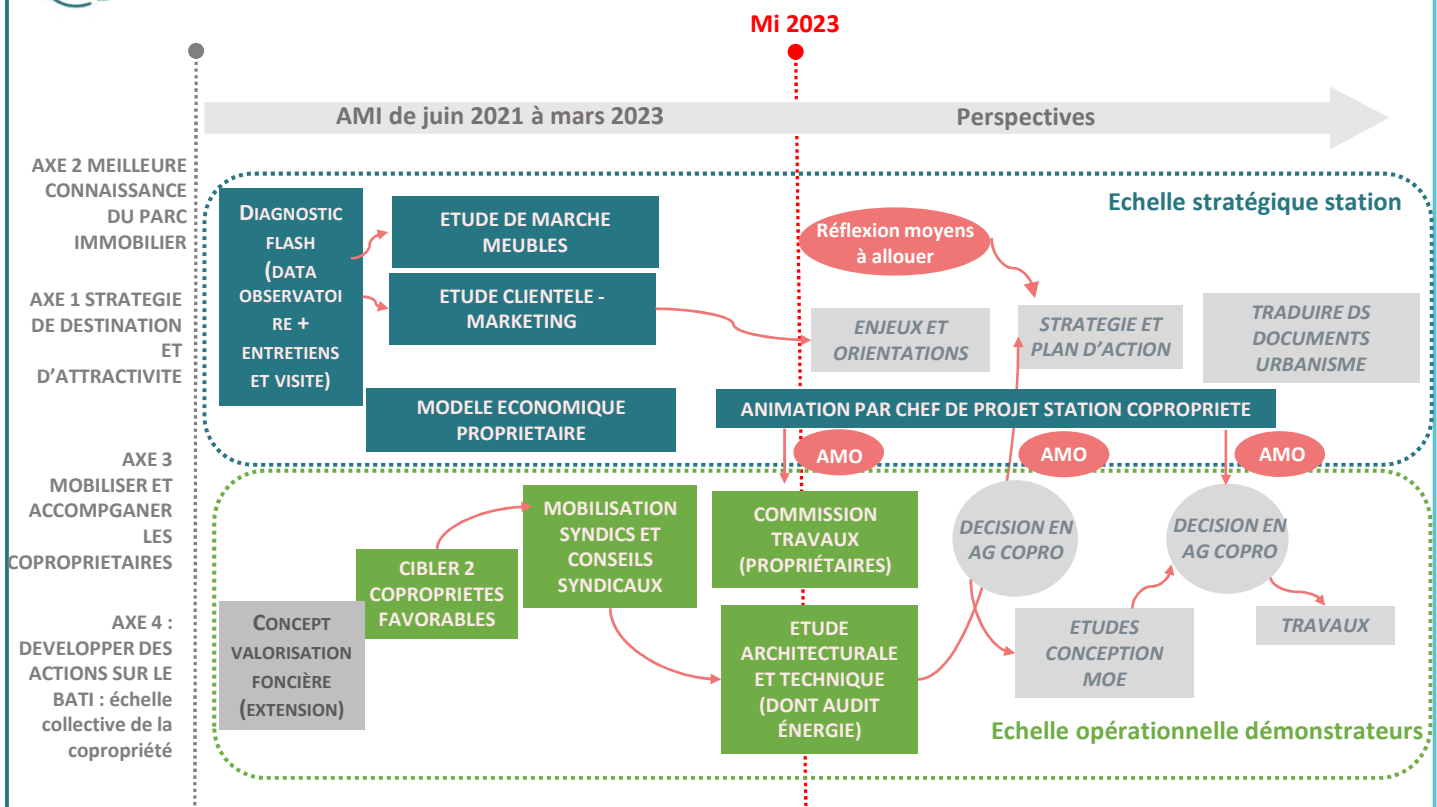 Mi 2023
AMI de juin 2021 à mars 2023
Perspectives
AXE 2 MEILLEURE
CONNAISSANCE
DU PARC
IMMOBILIER
AXE 1 STRATEGIE
DE DESTINATION
ET
D'ATTRACTIVITE
AXE 3
MOBILISER ET
ACCOMPGANER
LES
COPROPRIETAIRES
AXE 4 :
DEVELOPPER DES
ACTIONS SUR LE
BATI : échelle
collective de la
copropriété
Echelle stratégique station
DIAGNOSTIC
FLASH
(DATA
OBSERVATOI
RE +
ENTRETIENS
ET VISITE)
ETUDE DE MARCHE
MEUBLES
ETUDE CLIENTELE -
MARKETING
MODELE ECONOMIQUE
PROPRIETAIRE
Réflexion moyens
à allouer
ENJEUX ET
ORIENTATIONS
STRATEGIE ET
PLAN D'ACTION
TRADUIRE DS
DOCUMENTS
URBANISME
ANIMATION PAR CHEF DE PROJET STATION COPROPRIETE
AMO
AMO
AMO
CONCEPT
VALORISATION
FONCIÈRE
(EXTENSION)
CIBLER 2
COPROPRIETES
FAVORABLES
MOBILISATION
SYNDICS ET
CONSEILS
SYNDICAUX
COMMISSION
TRAVAUX
(PROPRIÉTAIRES)
ETUDE
ARCHITECTURALE
ET TECHNIQUE
(DONT AUDIT
ÉNERGIE)
DECISION EN
AG COPRO
ETUDES
CONCEPTION
MOE
DECISION EN
AG COPRO
TRAVAUX
Echelle opérationnelle démonstrateurs